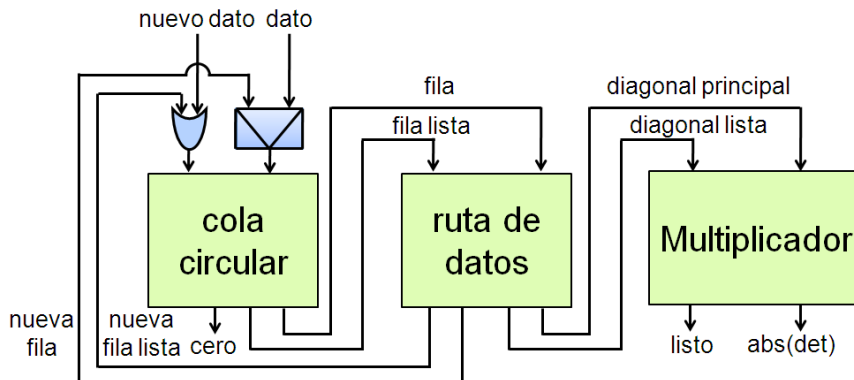 nuevo dato
dato
fila
diagonal principal
fila lista
diagonal lista
cola
circular
ruta de
datos
Multiplicador
nueva
fila
nueva
fila lista
cero
listo
abs(det)